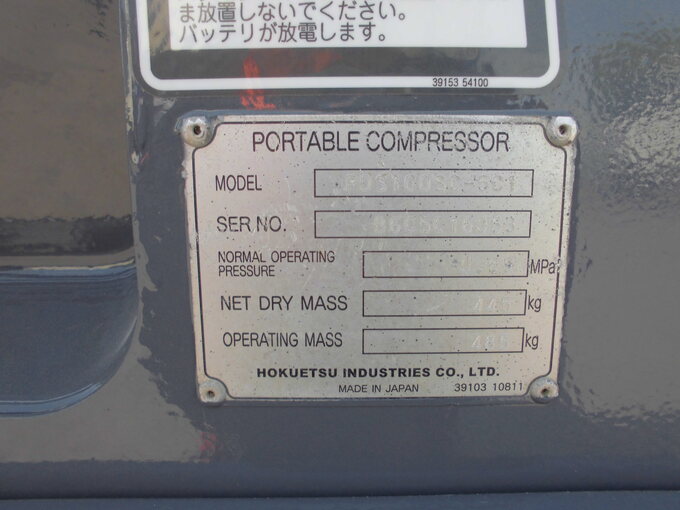 ま放置しないでください。
バッテリが放電します。
39153 54100
PORTABLE COMPRESSOR
MODEL
SER NO.
NORMAL OPERATING
PRESSURE MPa
NET DRY MASS kg
OPERATING MASS kg
HOKUETSU INDUSTRIES CO., LTD.
MADE IN JAPAN 39103 10811